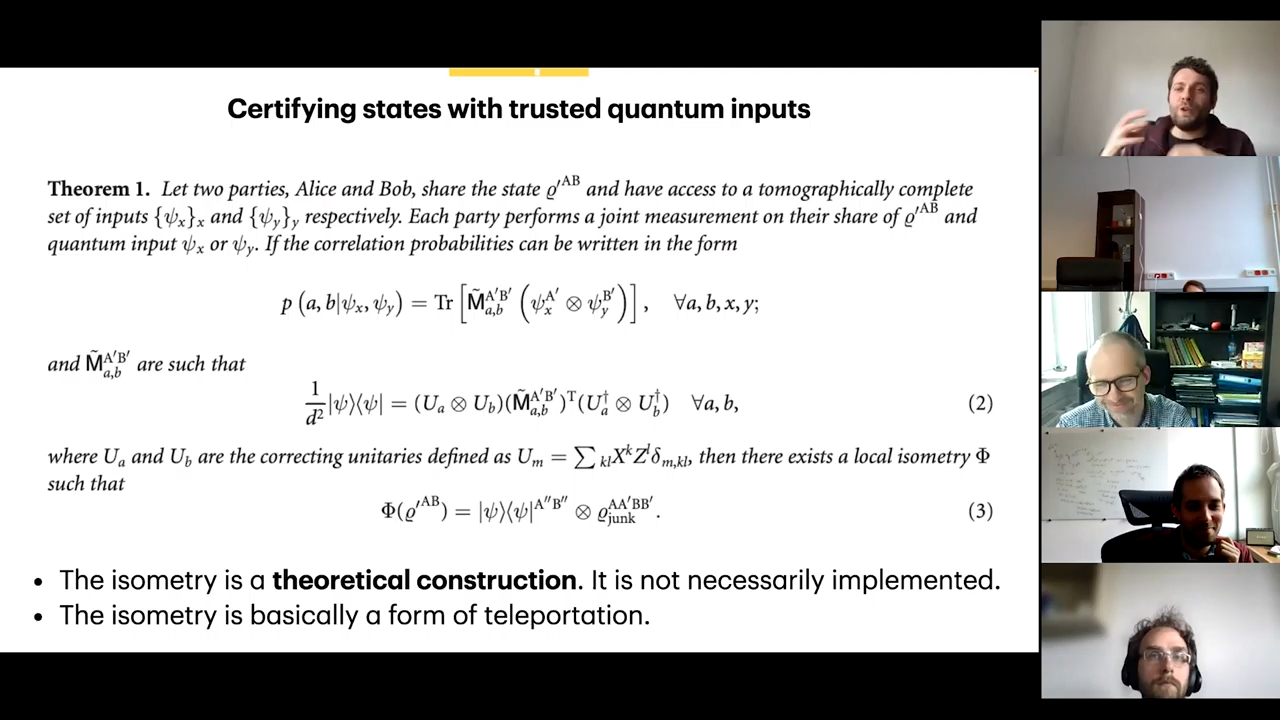 Certifying states with trusted quantum inputs
Theorem 1. Let two parties, Alice and Bob, share the state ϱ′ᴬᴮ and have access to a tomographically complete
set of inputs {ψₓ}ₓ and {ψ_y}_y respectively. Each party performs a joint measurement on their share of ϱ′ᴬᴮ and
quantum input ψₓ or ψ_y. If the correlation probabilities can be written in the form
p (a, b|ψₓ, ψ_y) = Tr [M̃_{a,b}^{A′B′} (ψ_x^{A′} ⊗ ψ_y^{B′})], ∀a, b, x, y;
and M̃_{a,b}^{A′B′} are such that
1/d² |ψ⟩⟨ψ| = (U_a ⊗ U_b)(M̃_{a,b}^{A′B′})ᵀ(U_a^† ⊗ U_b^†) ∀a, b, (2)
where U_a and U_b are the correcting unitaries defined as U_m = ∑_{kl} X^k Z^l δ_{m,kl}, then there exists a local isometry Φ
such that
Φ(ϱ′ᴬᴮ) = |ψ⟩⟨ψ|^{A″B″} ⊗ ϱ_{junk}^{AA′BB′}. (3)
• The isometry is a theoretical construction. It is not necessarily implemented.
• The isometry is basically a form of teleportation.